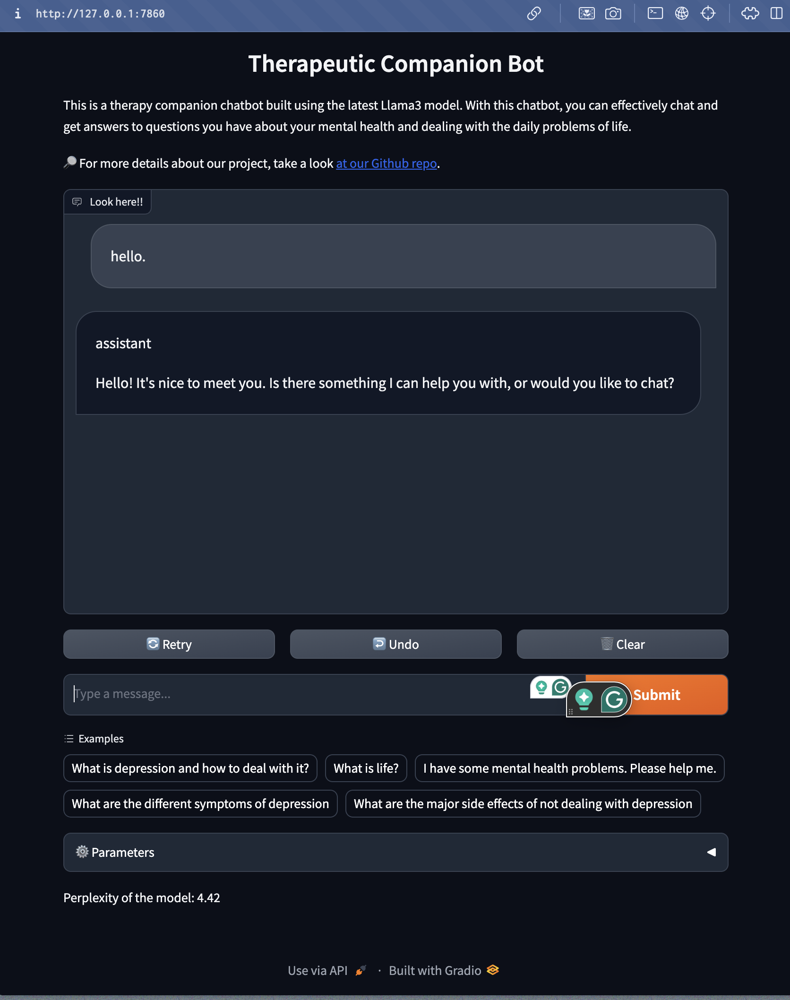 http://127.0.0.1:7860
Therapeutic Companion Bot
This is a therapy companion chatbot built using the latest Llama3 model. With this chatbot, you can effectively chat and
get answers to questions you have about your mental health and dealing with the daily problems of life.
🔎 For more details about our project, take a look at our Github repo.
Look here!!
hello.
assistant
Hello! It's nice to meet you. Is there something I can help you with, or would you like to chat?
🔄 Retry
↩️ Undo
🗑️ Clear
Type a message...
Submit
Examples
What is depression and how to deal with it?
What is life?
I have some mental health problems. Please help me.
What are the different symptoms of depression
What are the major side effects of not dealing with depression
⚙️ Parameters
Perplexity of the model: 4.42
Use via API · Built with Gradio